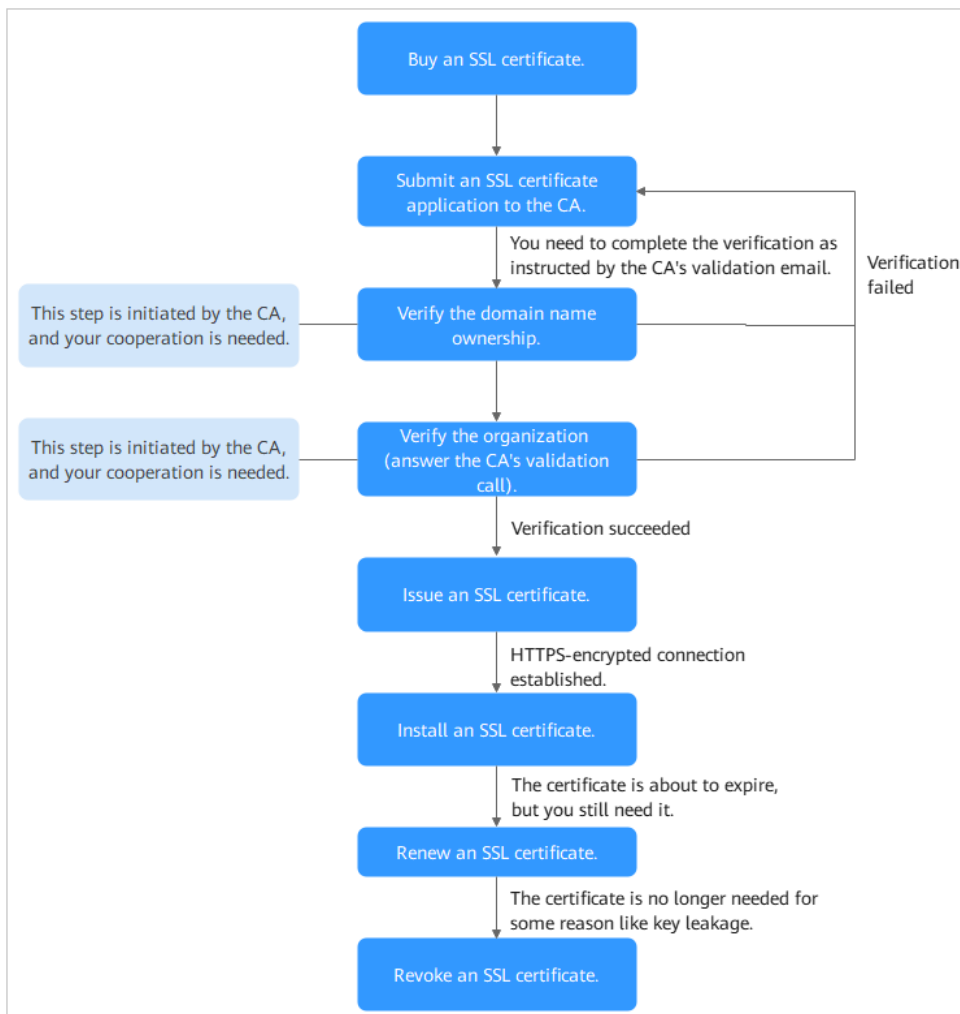 Buy an SSL certificate.
Submit an SSL certificate
application to the CA.
You need to complete the verification as
instructed by the CA's validation email.
Verification
failed
This step is initiated by the CA,
and your cooperation is needed.
Verify the domain name
ownership.
This step is initiated by the CA,
and your cooperation is needed.
Verify the organization
(answer the CA's validation
call).
Verification succeeded
Issue an SSL certificate.
HTTPS-encrypted connection
established.
Install an SSL certificate.
The certificate is about to expire,
but you still need it.
Renew an SSL certificate.
The certificate is no longer needed for
some reason like key leakage.
Revoke an SSL certificate.